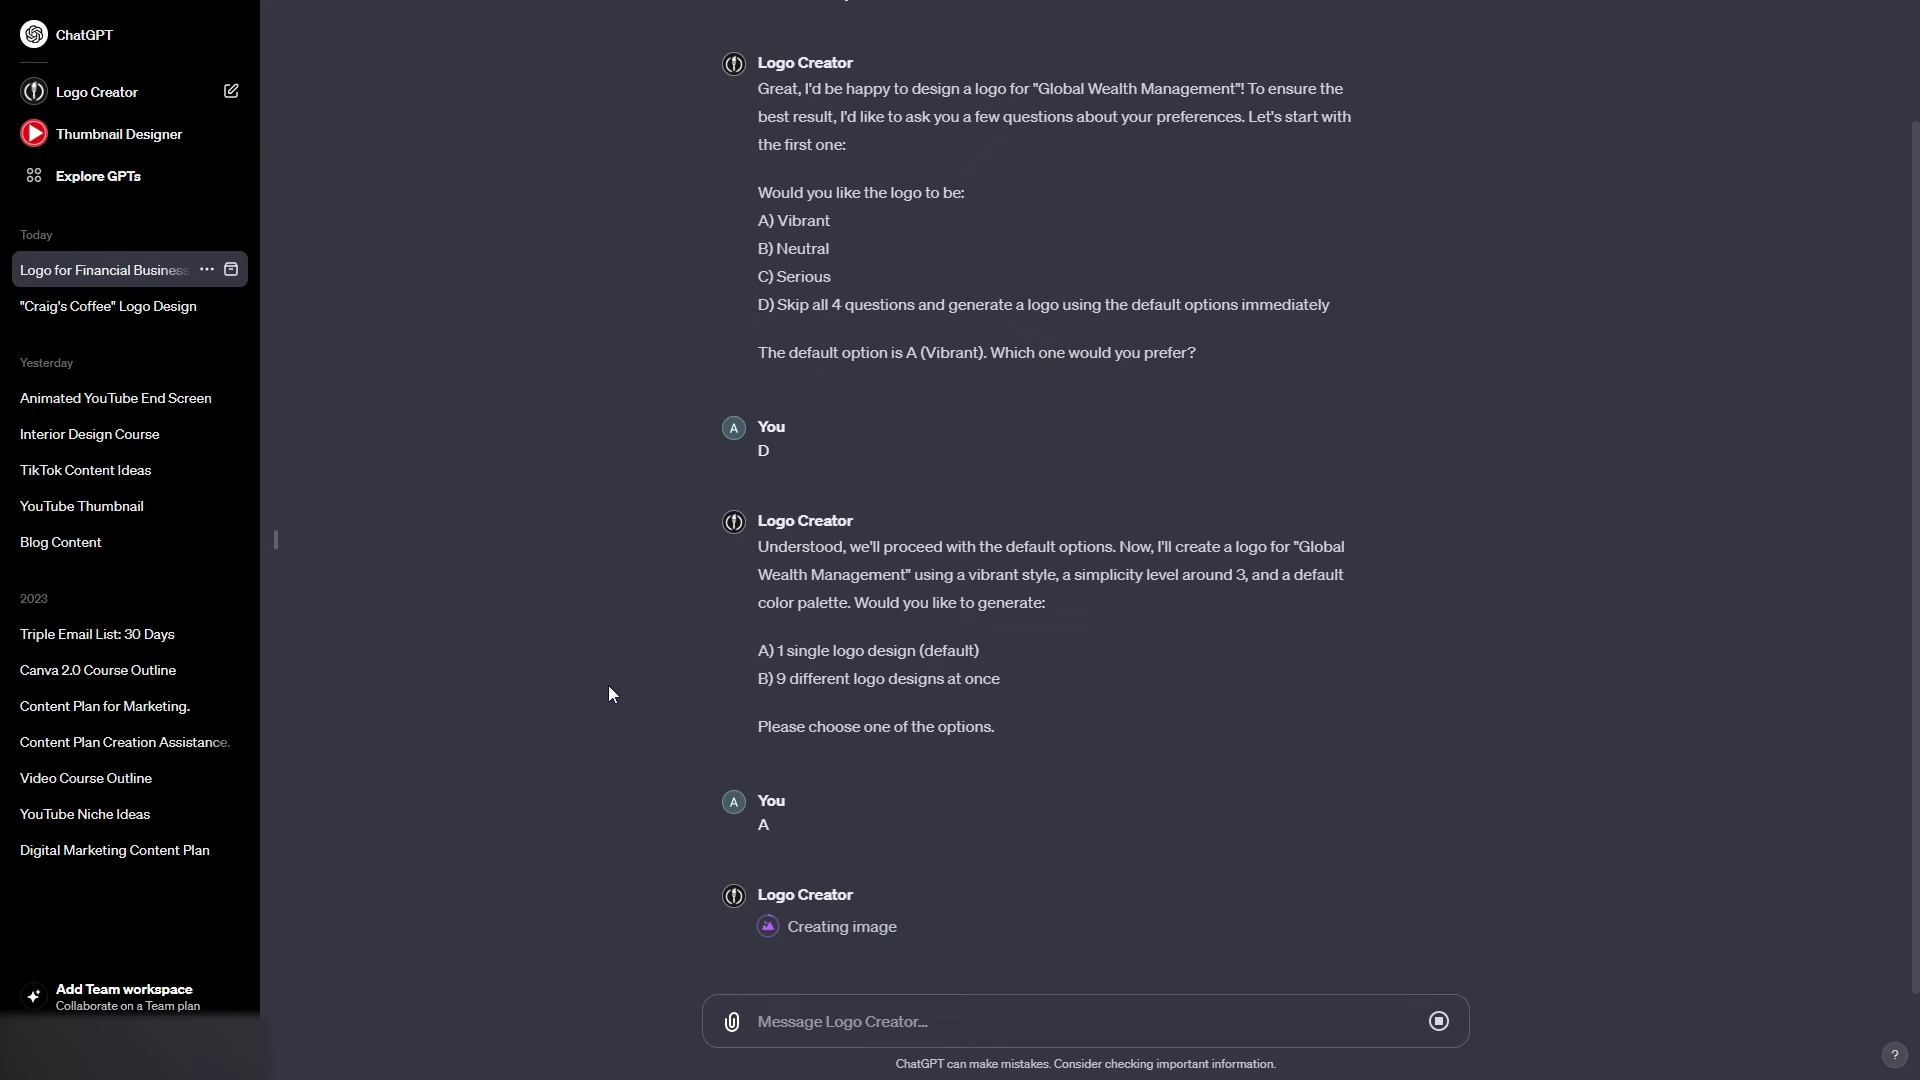 ChatGPT
Logo Creator
Thumbnail Designer
Explore GPTs
Today
Logo for Financial Business
"Craig's Coffee" Logo Design
Yesterday
Animated YouTube End Screen
Interior Design Course
TikTok Content Ideas
YouTube Thumbnail
Blog Content
2023
Triple Email List: 30 Days
Canva 2.0 Course Outline
Content Plan for Marketing.
Content Plan Creation Assistance.
Video Course Outline
YouTube Niche Ideas
Digital Marketing Content Plan
Add Team workspace
Collaborate on a Team plan
Logo Creator
Great, I'd be happy to design a logo for "Global Wealth Management"! To ensure the
best result, I'd like to ask you a few questions about your preferences. Let's start with
the first one:
Would you like the logo to be:
A) Vibrant
B) Neutral
C) Serious
D) Skip all 4 questions and generate a logo using the default options immediately
The default option is A (Vibrant). Which one would you prefer?
A
You
D
Logo Creator
Understood, we'll proceed with the default options. Now, I'll create a logo for "Global
Wealth Management" using a vibrant style, a simplicity level around 3, and a default
color palette. Would you like to generate:
A) 1 single logo design (default)
B) 9 different logo designs at once
Please choose one of the options.
A
You
A
Logo Creator
Creating image
Message Logo Creator...
ChatGPT can make mistakes. Consider checking important information.
?